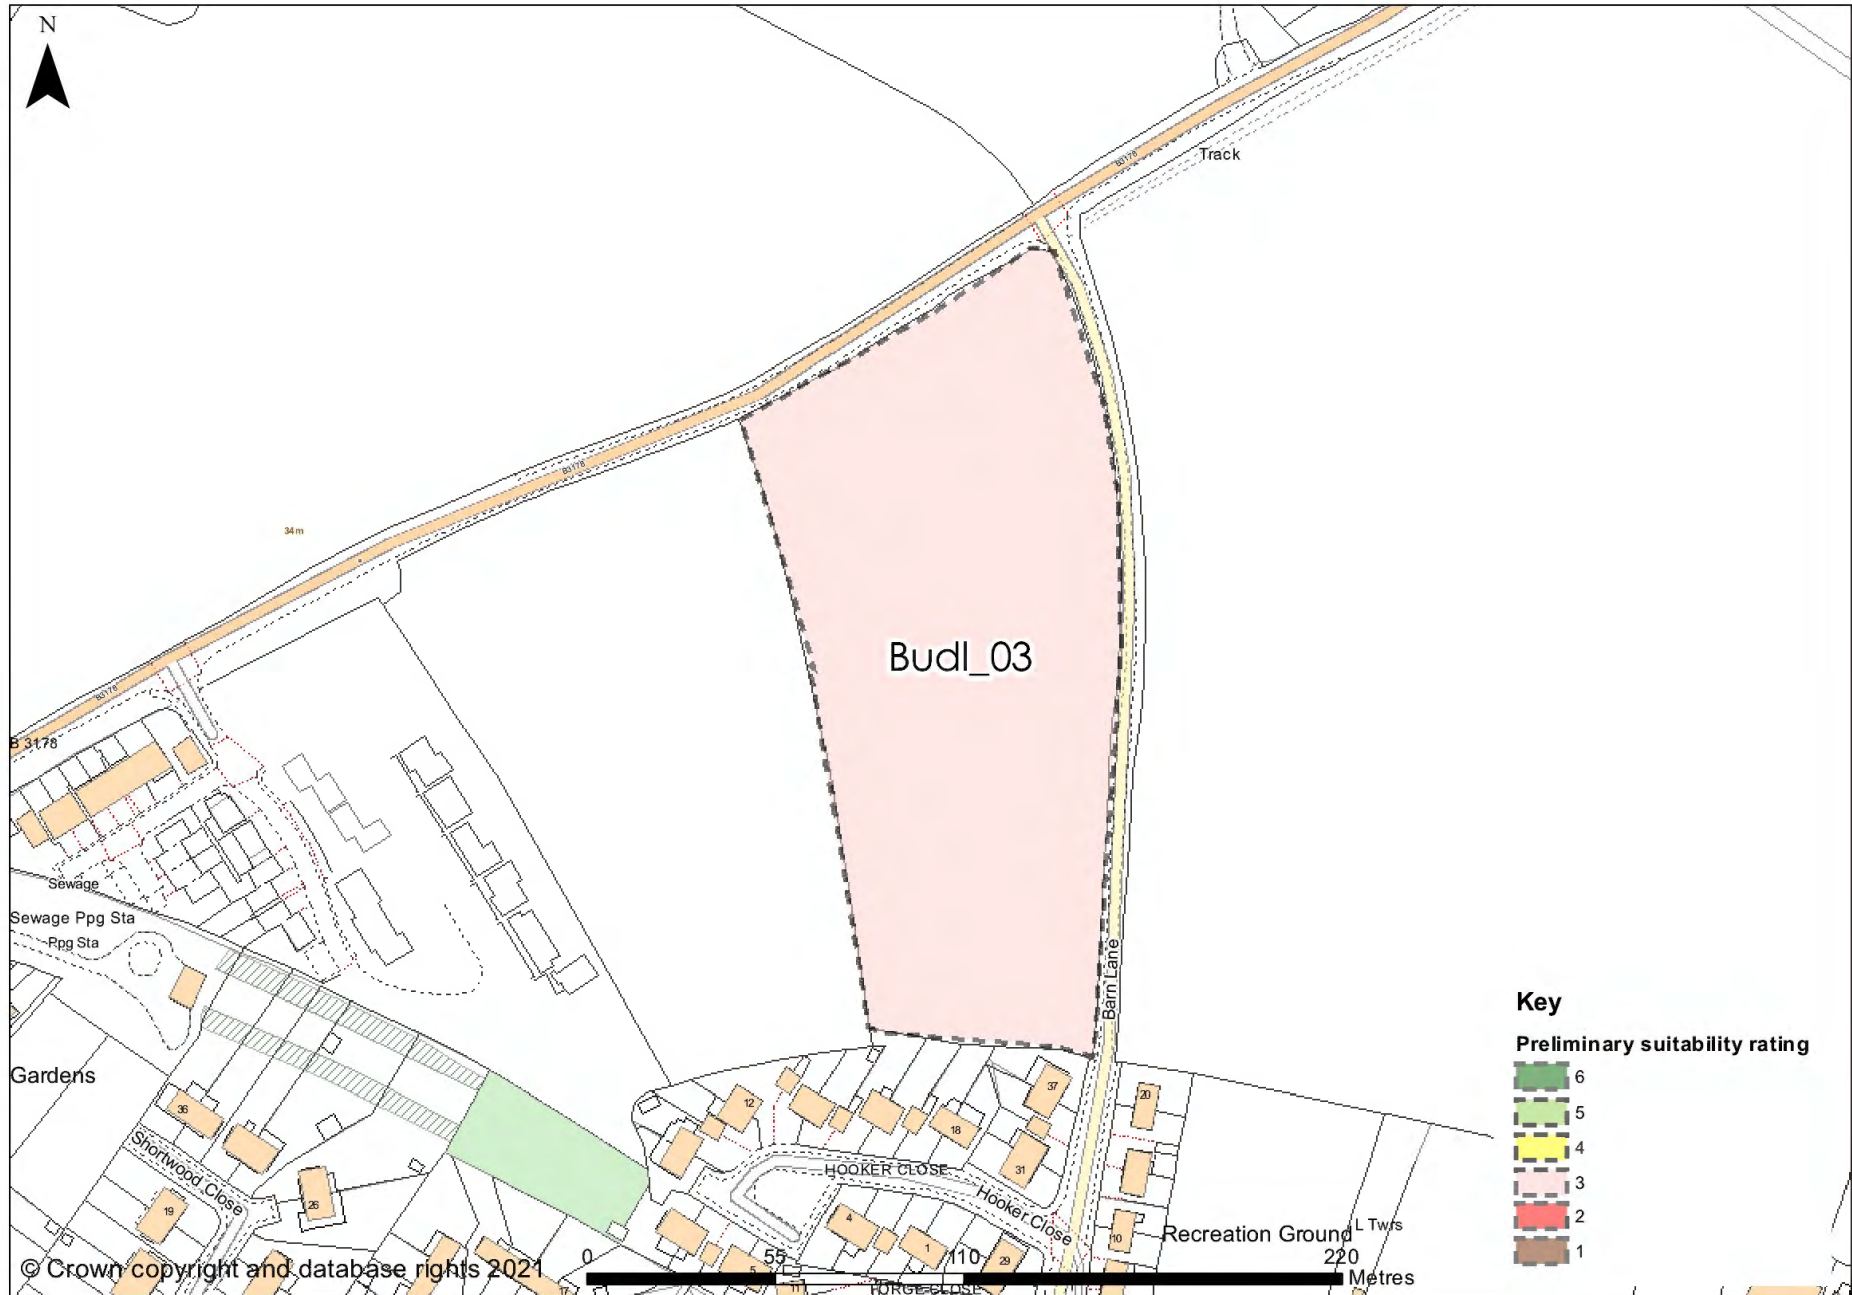 N
B3178
Track
B3178
34m
Budl_03
B3178
B 3178
Sewage
Sewage Ppg Sta
Ppg Sta
Barn Lane
Gardens
36
Shortwood Close
26
19
12
37
20
18
31
HOOKER CLOSE
Hooker Close
4
1
29
10
5
11
17
Recreation Ground
L Twrs
Key
Preliminary suitability rating
6
5
4
3
2
1
0 55 110 220
Metres
© Crown copyright and database rights 2021